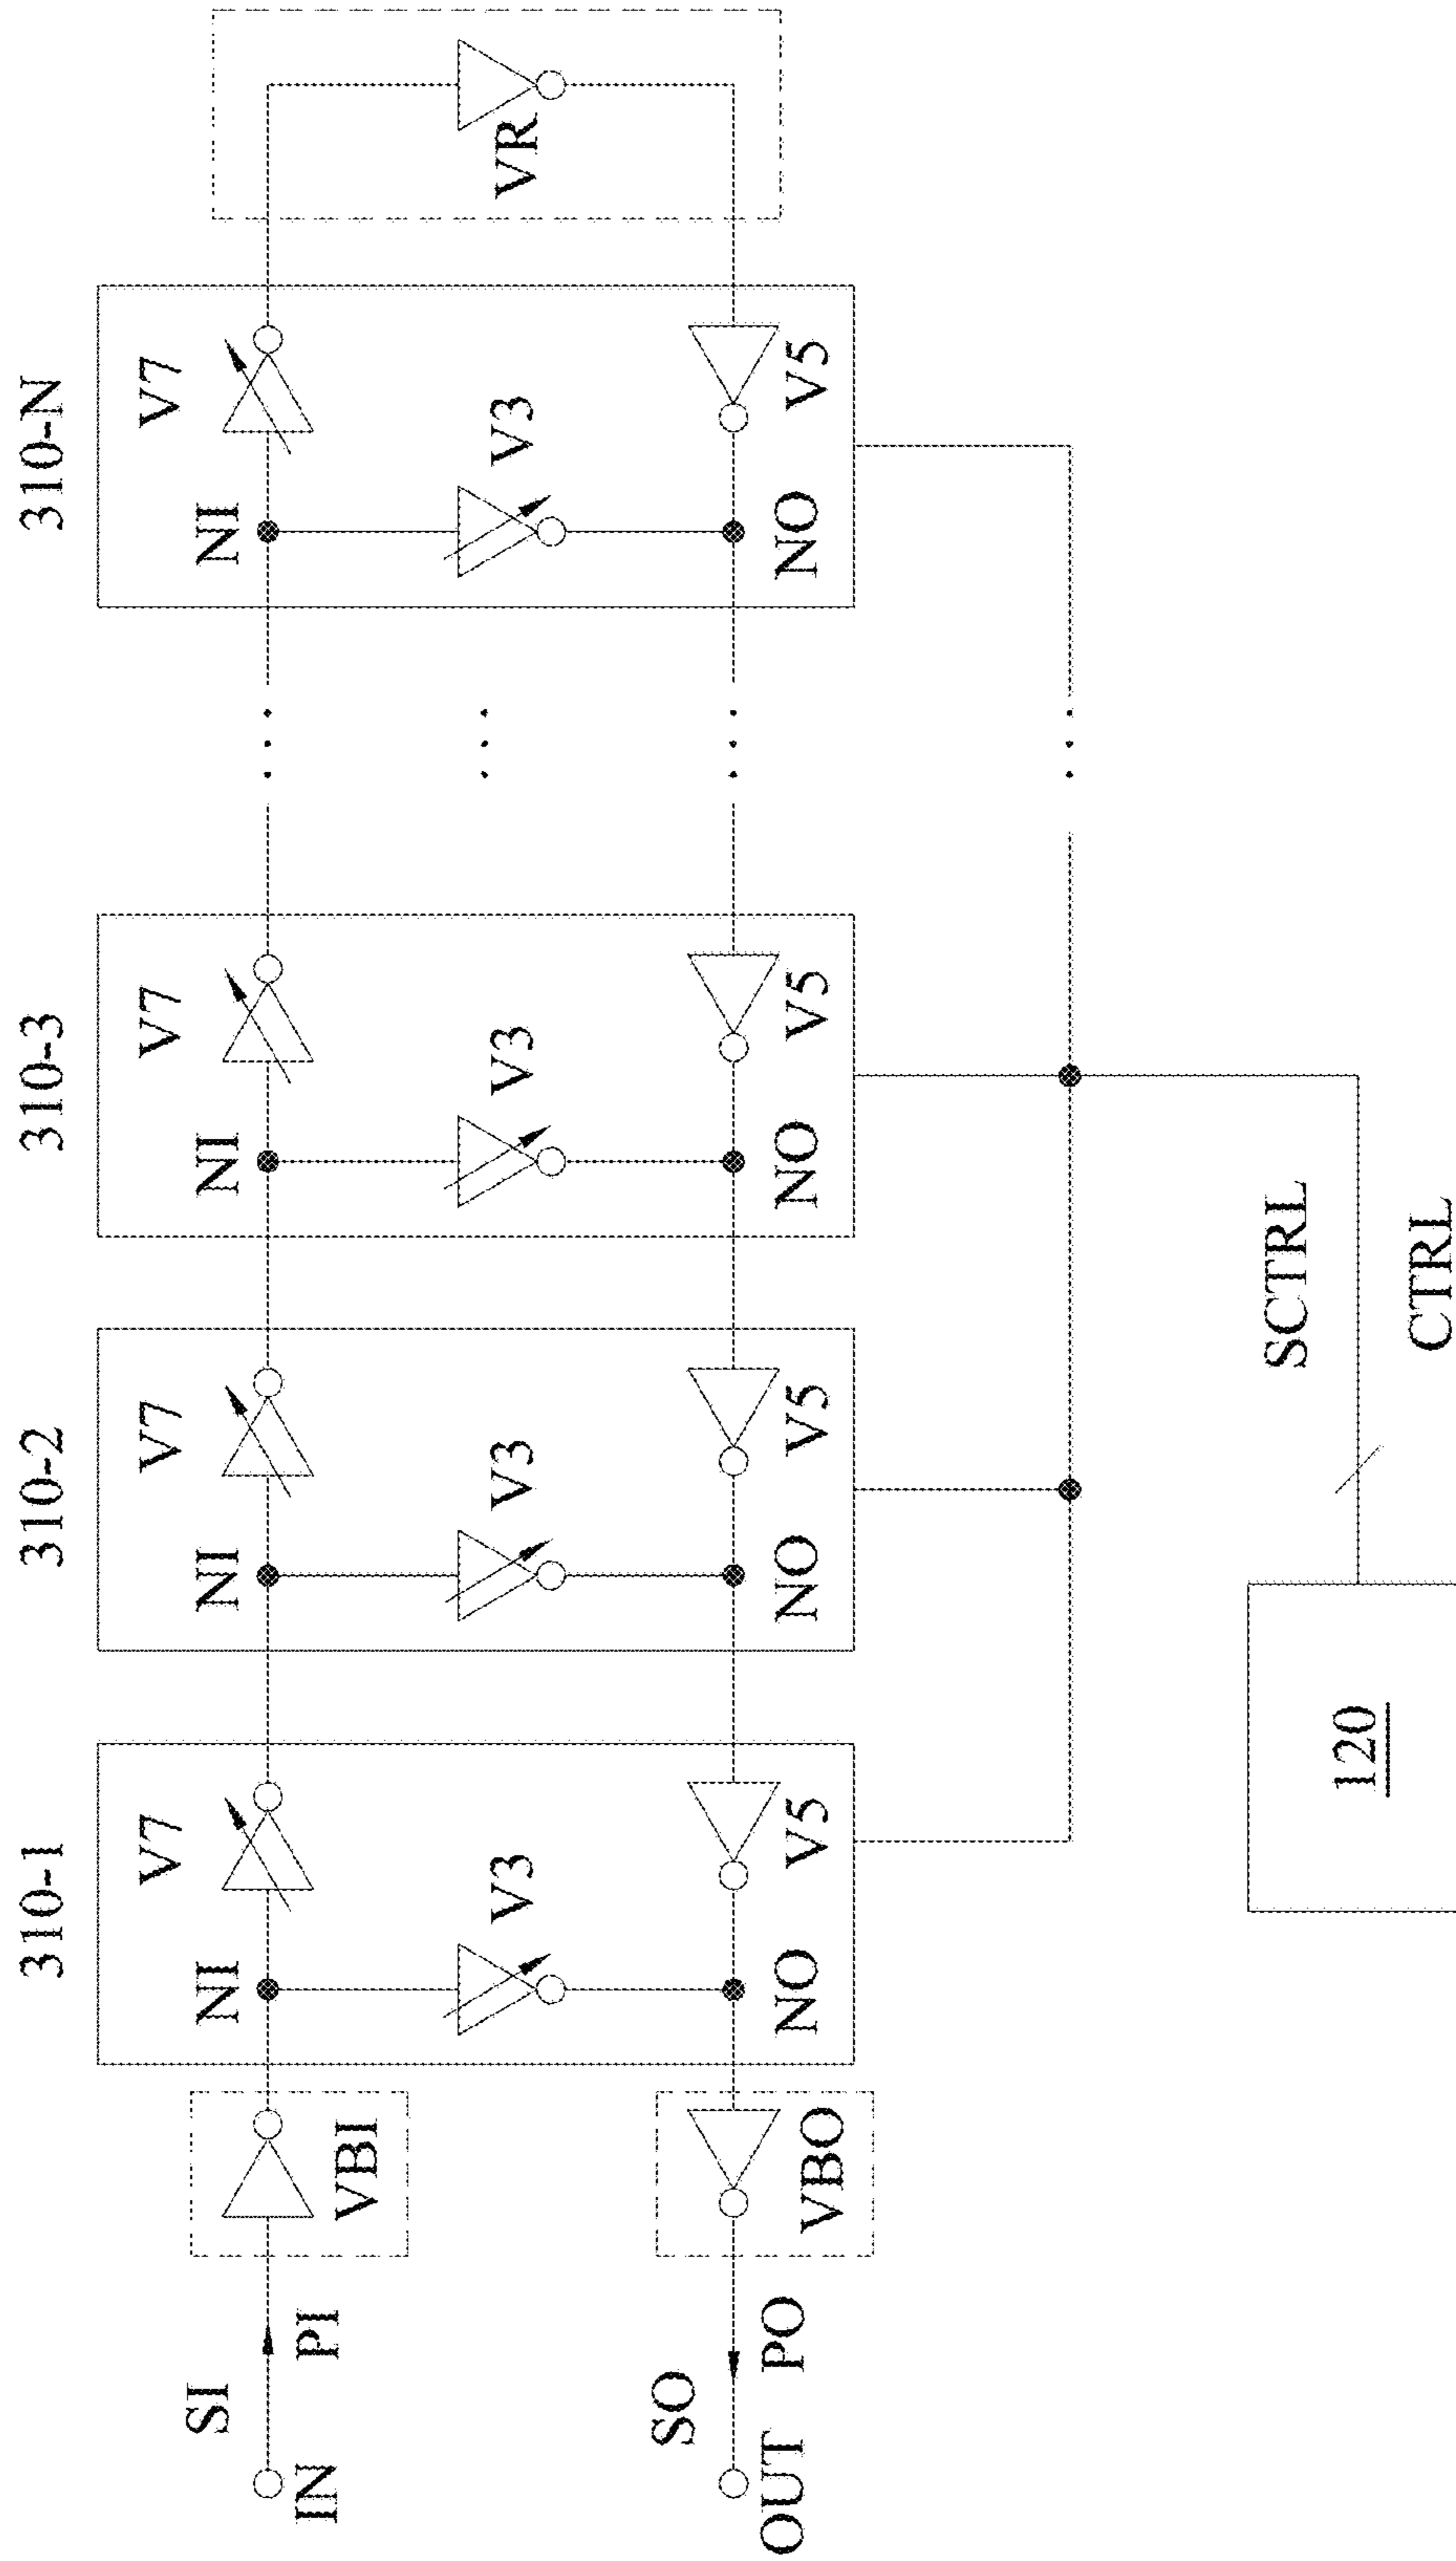 310-1
310-2
310-3
310-N
V7
V7
V7
V7
NI
NI
NI
NI
SI
IN
PI
VBI
V3
V3
V3
V3
VR
SO
OUT
PO
VBO
NO
V5
NO
V5
NO
V5
NO
V5
SCTRL
120
CTRL